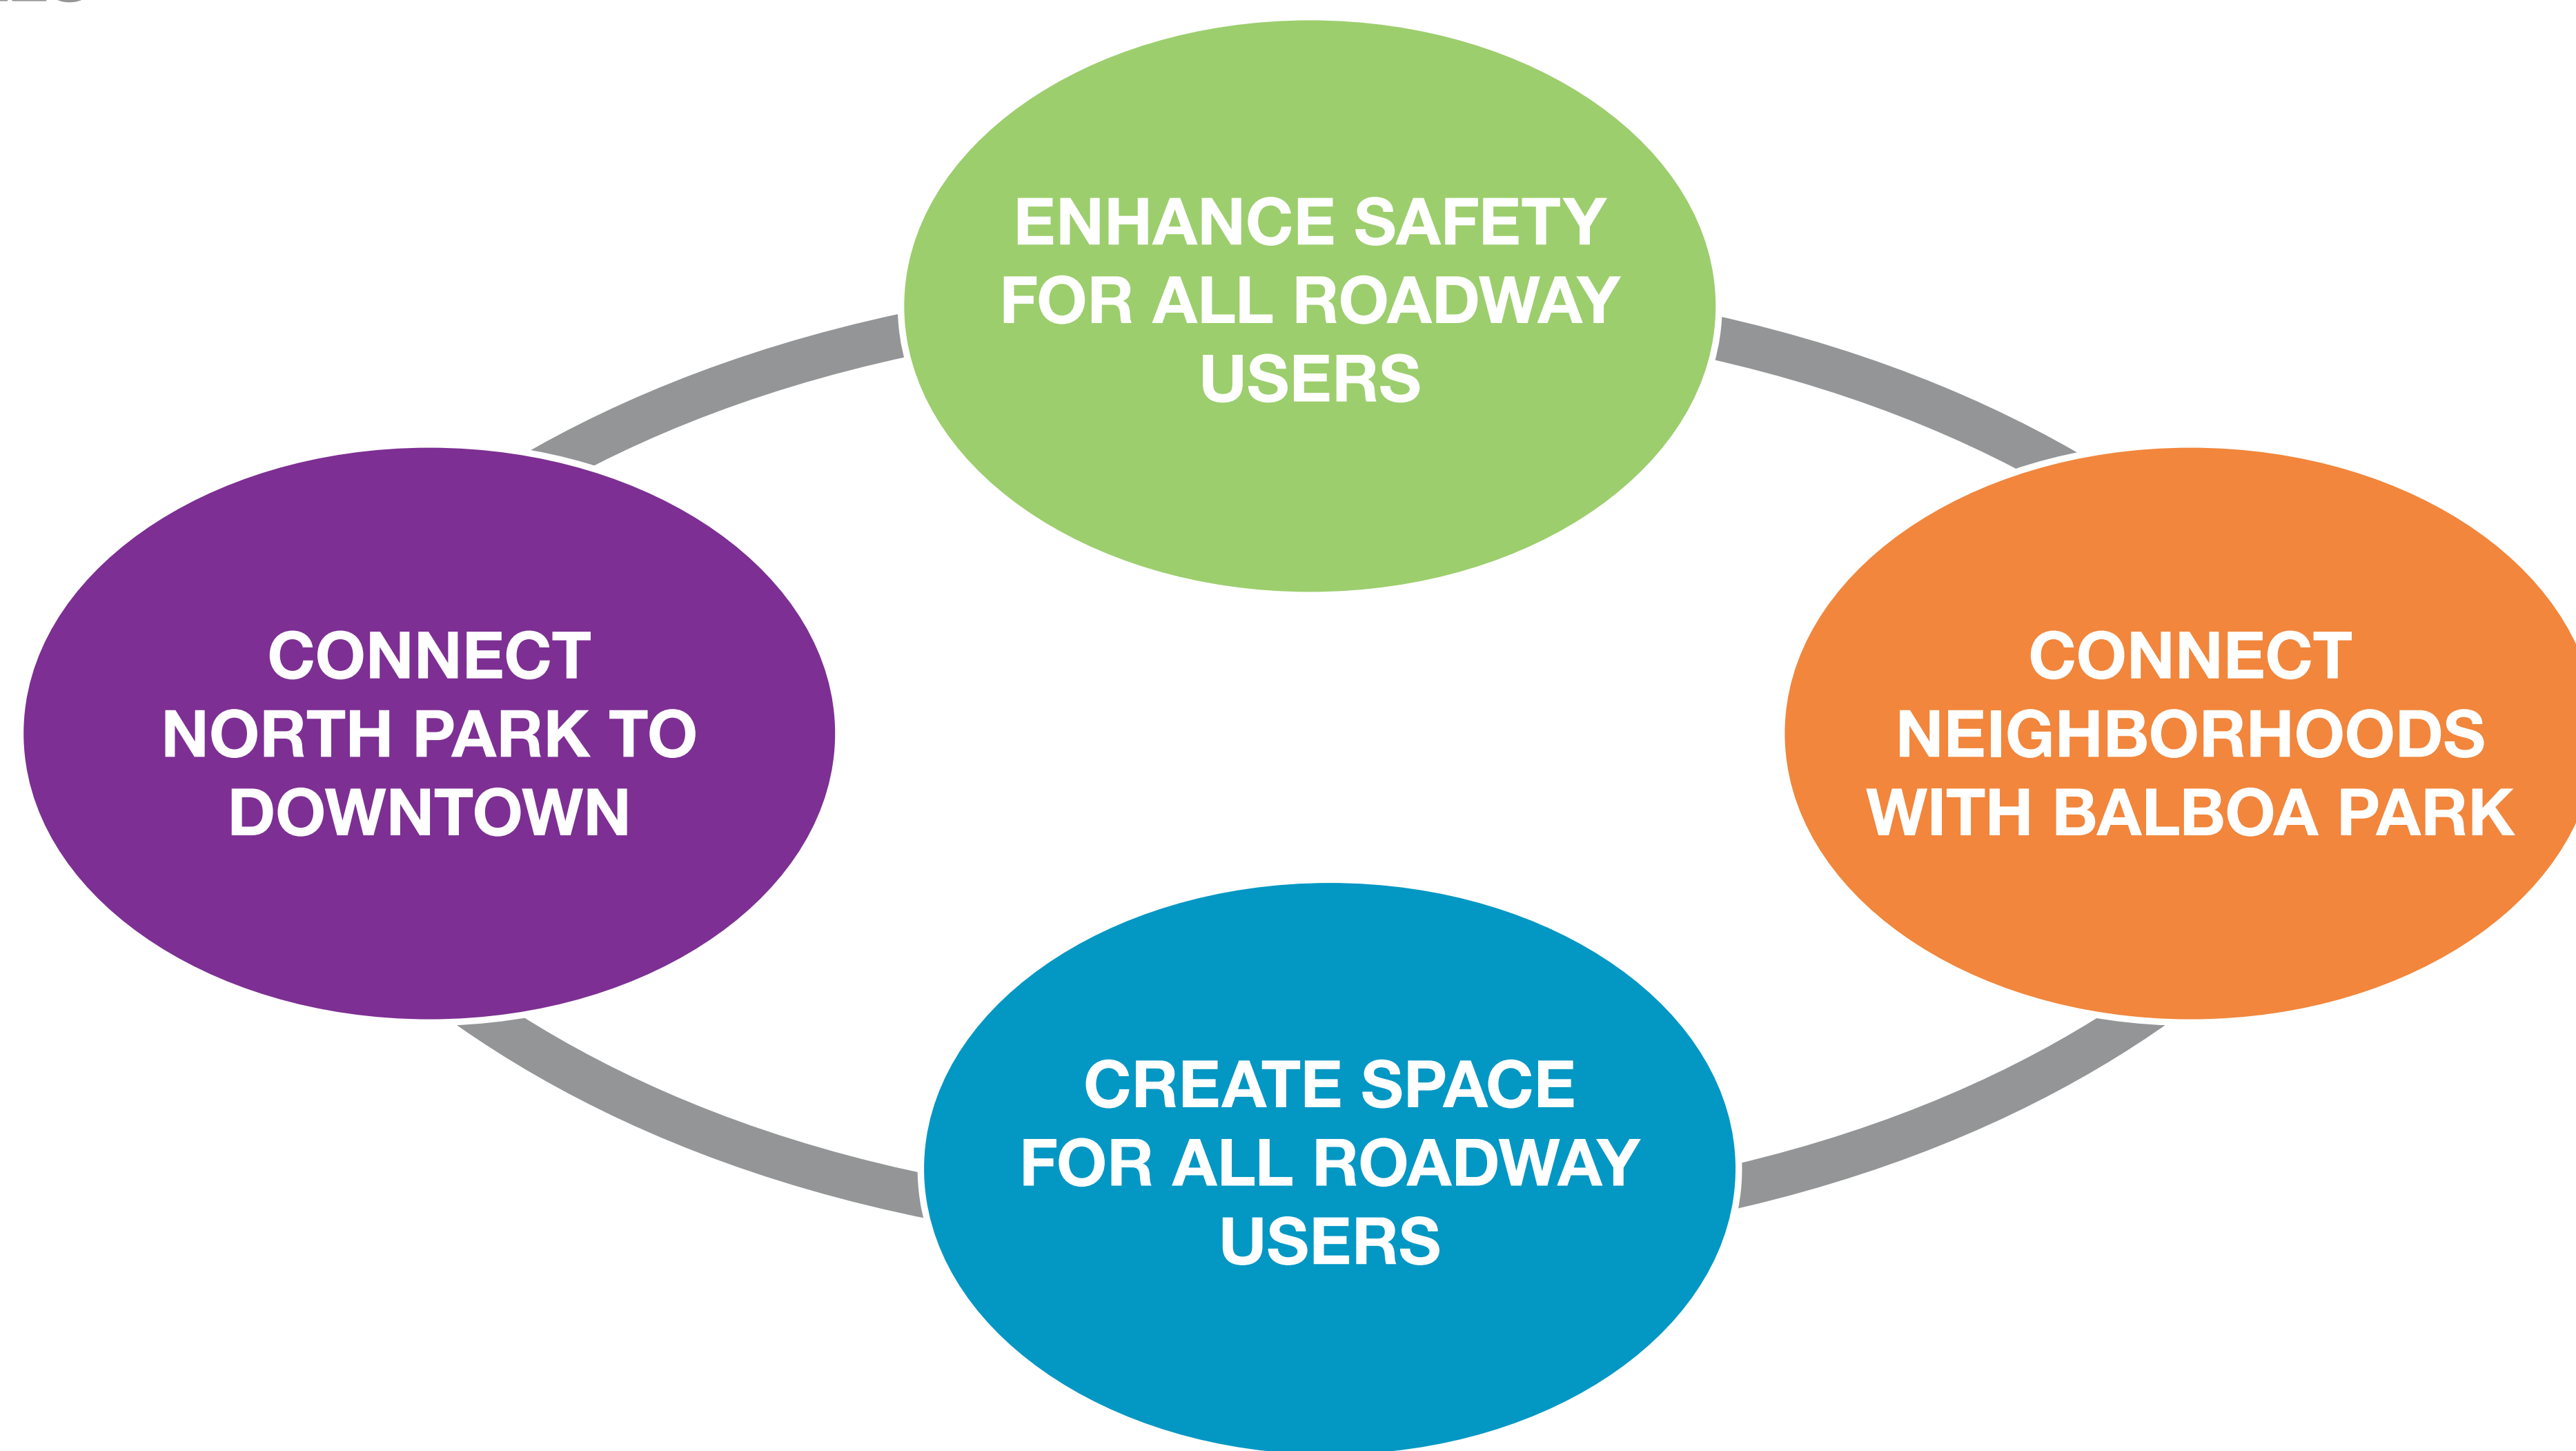 ENHANCE SAFETY
FOR ALL ROADWAY
USERS
CONNECT
NORTH PARK TO
DOWNTOWN
CONNECT
NEIGHBORHOODS
WITH BALBOA PARK
CREATE SPACE
FOR ALL ROADWAY
USERS